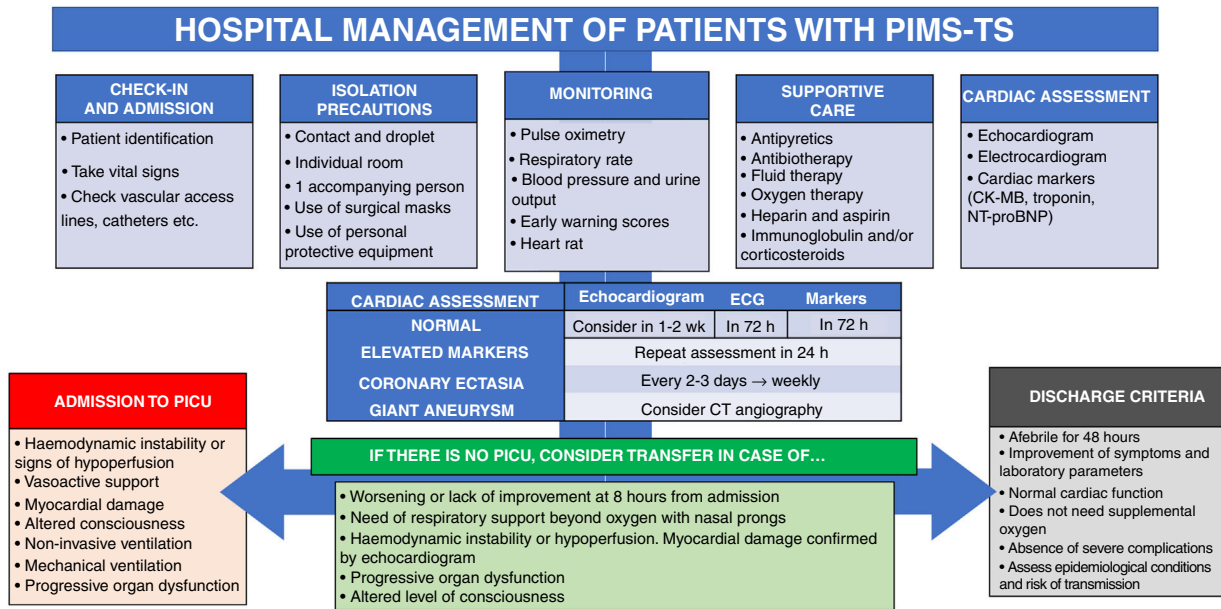 HOSPITAL MANAGEMENT OF PATIENTS WITH PIMS-TS
CHECK-IN
AND ADMISSION
• Patient identification
• Take vital signs
• Check vascular access
lines, catheters etc.
ISOLATION
PRECAUTIONS
• Contact and droplet
• Individual room
• 1 accompanying person
• Use of surgical masks
• Use of personal
protective equipment
MONITORING
• Pulse oximetry
• Respiratory rate
• Blood pressure and urine
output
• Early warning scores
• Heart rat
SUPPORTIVE
CARE
• Antipyretics
• Antibiotherapy
• Fluid therapy
• Oxygen therapy
• Heparin and aspirin
• Immunoglobulin and/or
corticosteroids
CARDIAC ASSESSMENT
• Echocardiogram
• Electrocardiogram
• Cardiac markers
(CK-MB, troponin,
NT-proBNP)
CARDIAC ASSESSMENT Echocardiogram ECG Markers
NORMAL Consider in 1-2 wk In 72 h In 72 h
ELEVATED MARKERS Repeat assessment in 24 h
CORONARY ECTASIA Every 2-3 days → weekly
GIANT ANEURYSM Consider CT angiography
ADMISSION TO PICU
• Haemodynamic instability or
signs of hypoperfusion
• Vasoactive support
• Myocardial damage
• Altered consciousness
• Non-invasive ventilation
• Mechanical ventilation
• Progressive organ dysfunction
IF THERE IS NO PICU, CONSIDER TRANSFER IN CASE OF…
• Worsening or lack of improvement at 8 hours from admission
• Need of respiratory support beyond oxygen with nasal prongs
• Haemodynamic instability or hypoperfusion. Myocardial damage confirmed
by echocardiogram
• Progressive organ dysfunction
• Altered level of consciousness
DISCHARGE CRITERIA
• Afebrile for 48 hours
• Improvement of symptoms and
laboratory parameters
• Normal cardiac function
• Does not need supplemental
oxygen
• Absence of severe complications
• Assess epidemiological conditions
and risk of transmission